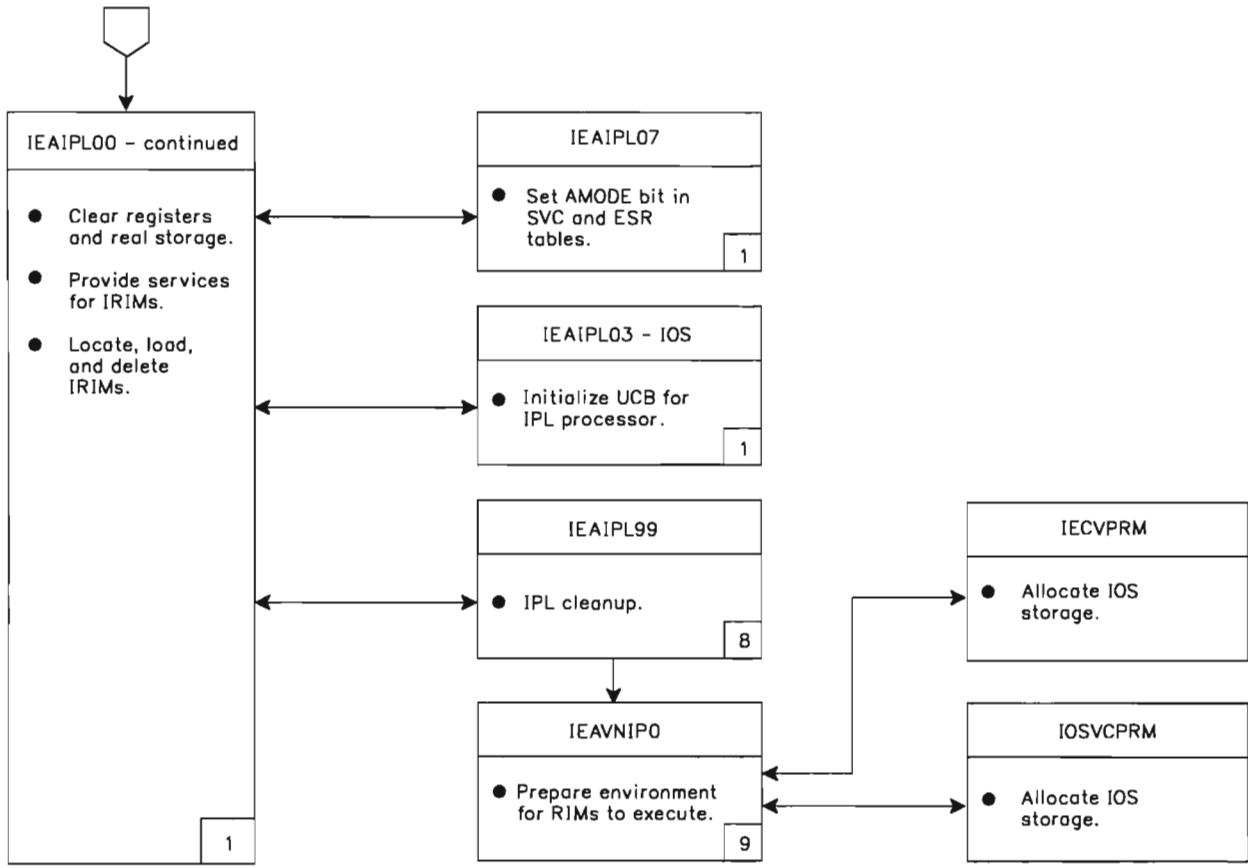 IEAIPL00 - continued
● Clear registers
and real storage.
● Provide services
for IRIMs.
● Locate, load,
and delete
IRIMs.
1
IEAIPL07
● Set AMODE bit in
SVC and ESR
tables.
1
IEAIPL03 - IOS
● Initialize UCB for
IPL processor.
1
IEAIPL99
● IPL cleanup.
8
IEAVNIP0
● Prepare environment
for RIMs to execute.
9
IECVPRM
● Allocate IOS
storage.
IOSVCPRM
● Allocate IOS
storage.